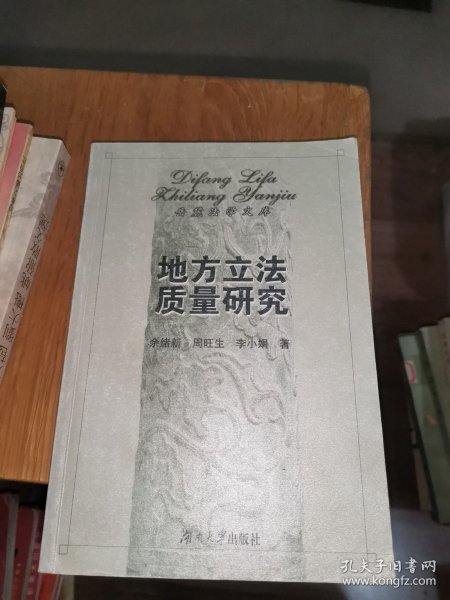 Difang Lifa
Zhiliang Yanjiu
岳麓法学文库
地方立法
质量研究
余绪新 周旺生 李小娟 著
湖南大学出版社
孔夫子旧书网
www.kongfz.com